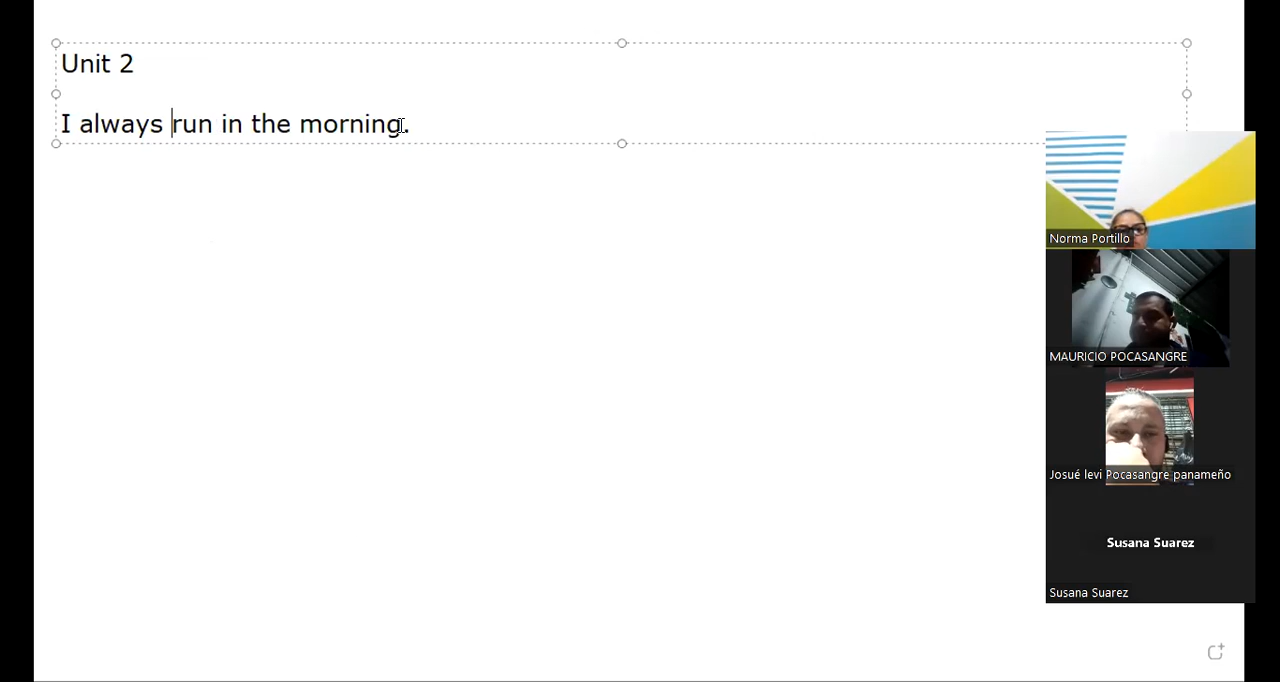 Unit 2
I always run in the morning.
Norma Portillo
MAURICIO POCASANGRE
Josué levi Pocasangre panameño
Susana Suarez
Susana Suarez